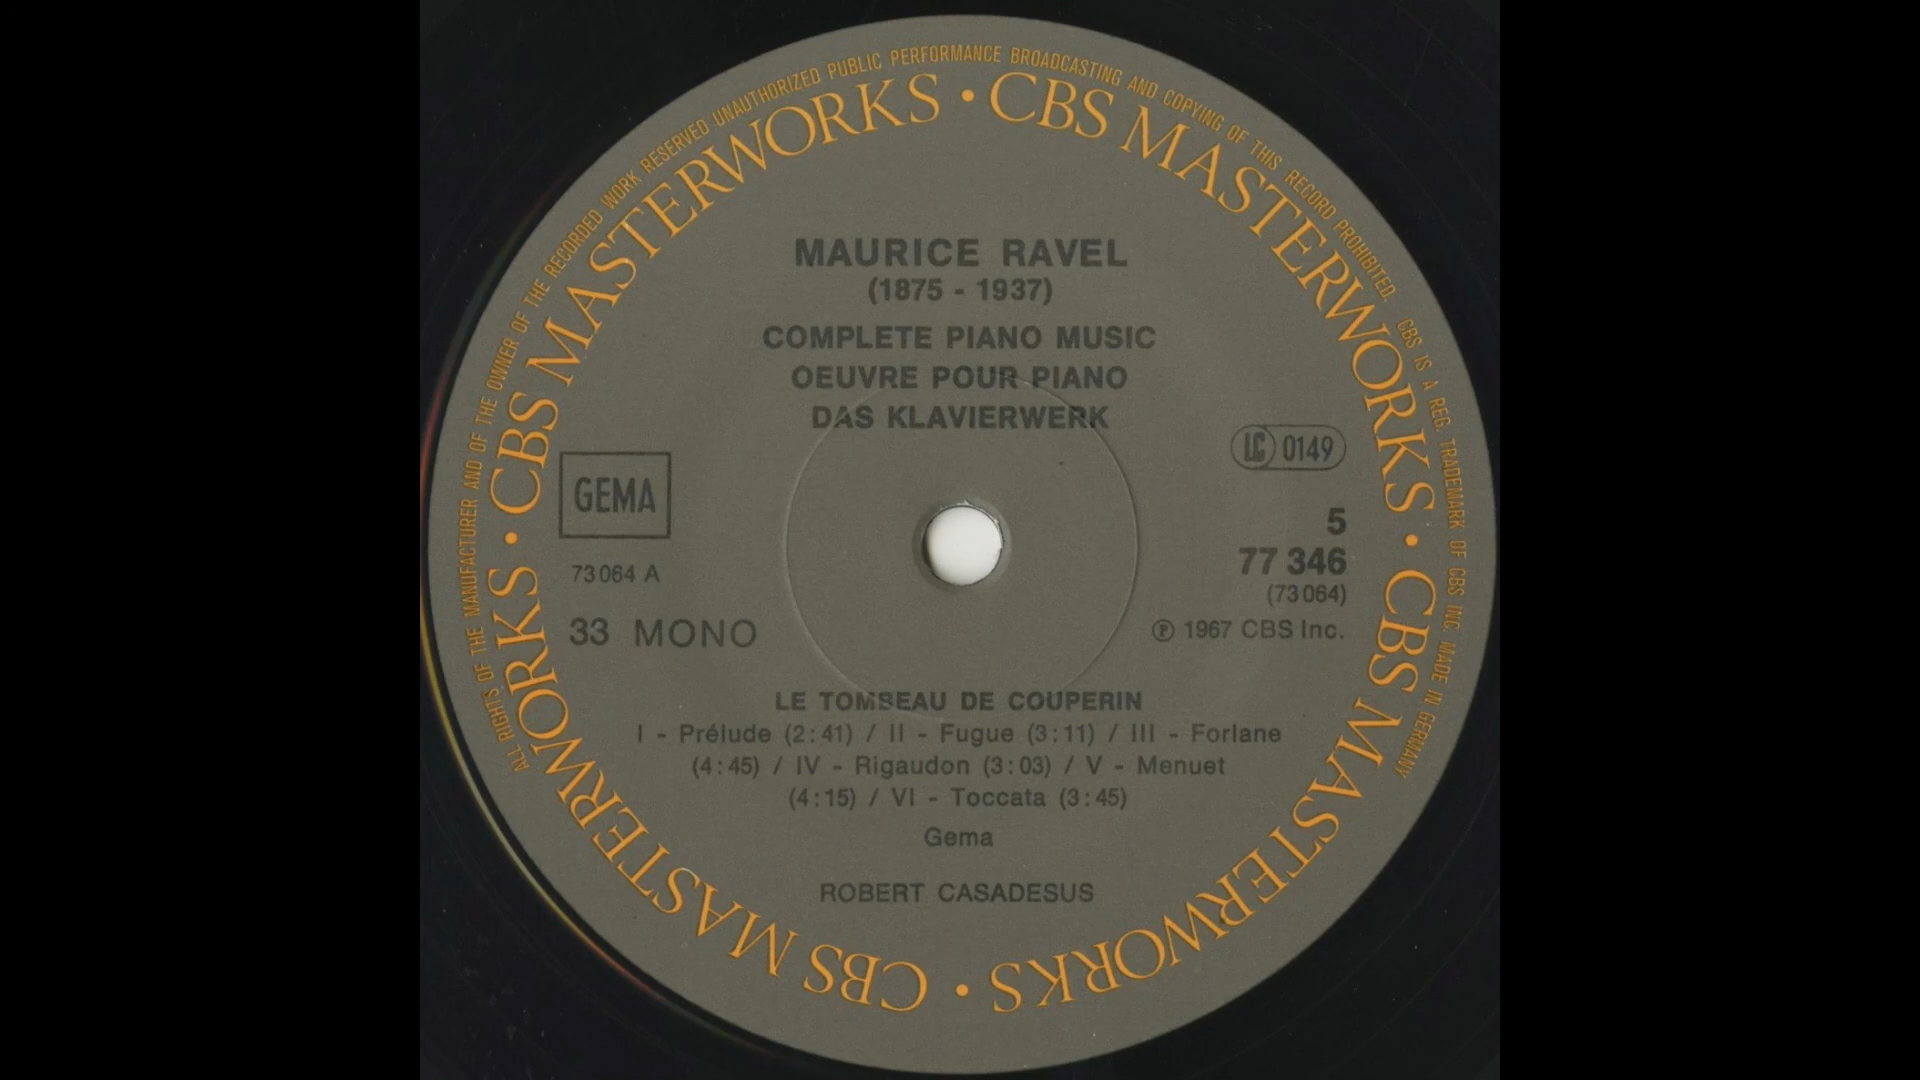 ALL RIGHTS OF THE MANUFACTURER AND OF THE OWNER OF THE RECORDED WORK RESERVED UNAUTHORIZED PUBLIC PERFORMANCE BROADCASTING AND COPYING OF THIS RECORD PROHIBITED. CBS IS A REG. TRADEMARK OF CBS INC. MADE IN GERMANY
CBS MASTERWORKS • CBS MASTERWORKS • CBS MASTERWORKS • CBS MASTERWORKS •
MAURICE RAVEL
(1875 - 1937)
COMPLETE PIANO MUSIC
OEUVRE POUR PIANO
DAS KLAVIERWERK
LC 0149
GEMA
5
77 346
73 064 A
(73 064)
33 MONO
Ⓟ 1967 CBS Inc.
LE TOMBEAU DE COUPERIN
I - Prélude (2:41) / II - Fugue (3:11) / III - Forlane
(4:45) / IV - Rigaudon (3:03) / V - Menuet
(4:15) / VI - Toccata (3:45)
Gema
ROBERT CASADESUS